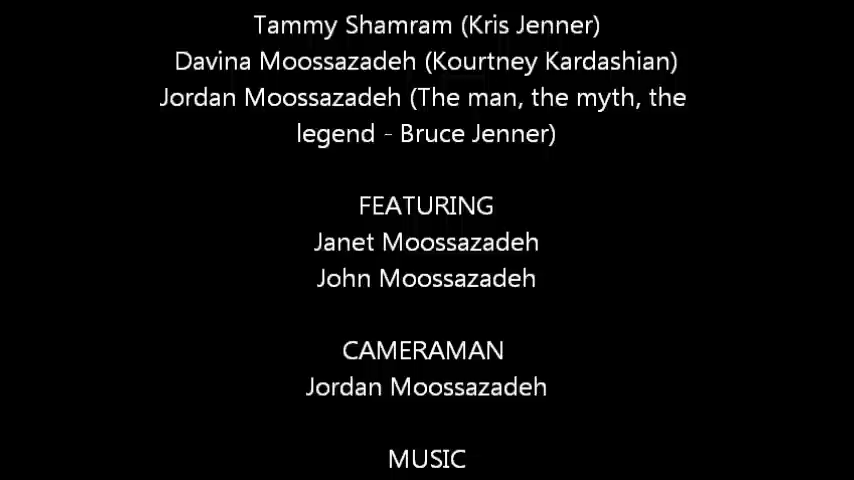 Tammy Shamram (Kris Jenner)
Davina Moossazadeh (Kourtney Kardashian)
Jordan Moossazadeh (The man, the myth, the
legend - Bruce Jenner)
FEATURING
Janet Moossazadeh
John Moossazadeh
CAMERAMAN
Jordan Moossazadeh
MUSIC